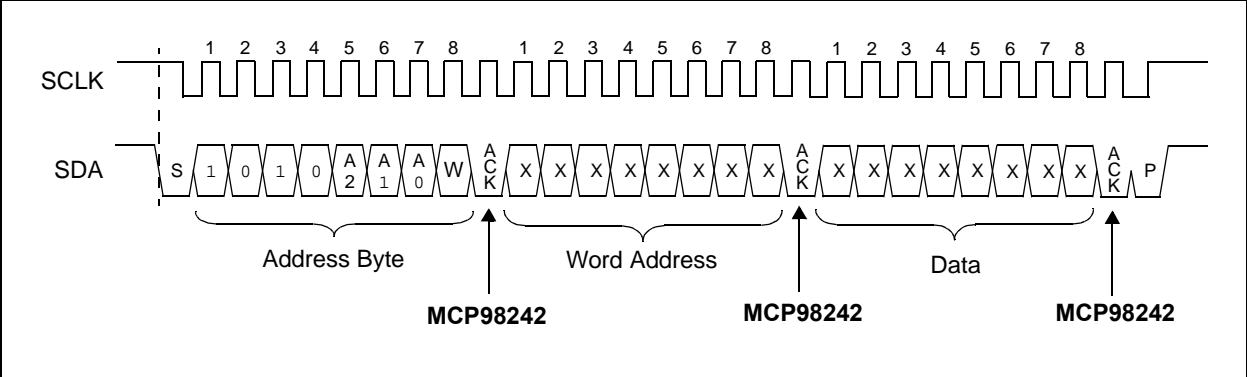 1 2 3 4 5 6 7 8 1 2 3 4 5 6 7 8 1 2 3 4 5 6 7 8
SCLK
SDA S 1 0 1 0 A2 A1 A0 W ACK X X X X X X X X ACK X X X X X X X X ACK P
Address Byte Word Address Data
MCP98242 MCP98242 MCP98242